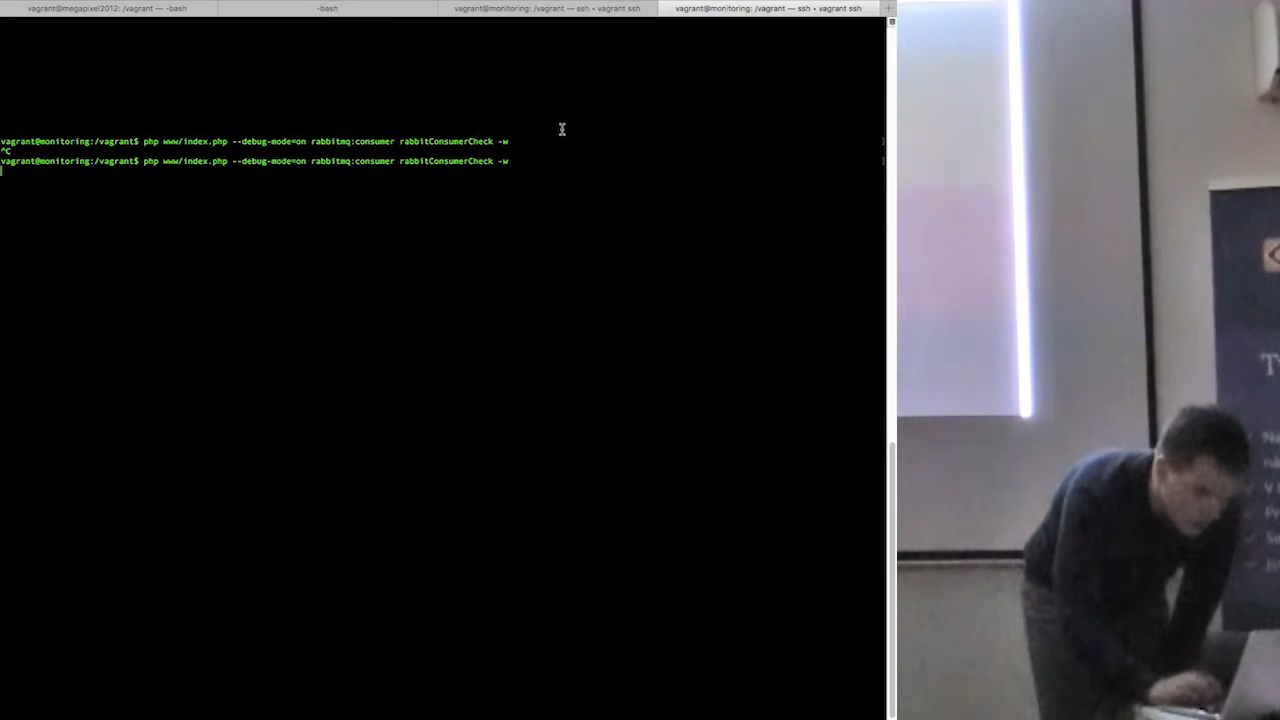 vagrant@megapixel2012: /vagrant — -bash
-bash
vagrant@monitoring: /vagrant — ssh • vagrant ssh
vagrant@monitoring: /vagrant — ssh • vagrant ssh
vagrant@monitoring:/vagrant$ php www/index.php --debug-mode=on rabbitmq:consumer rabbitConsumerCheck -w
^C
vagrant@monitoring:/vagrant$ php www/index.php --debug-mode=on rabbitmq:consumer rabbitConsumerCheck -w